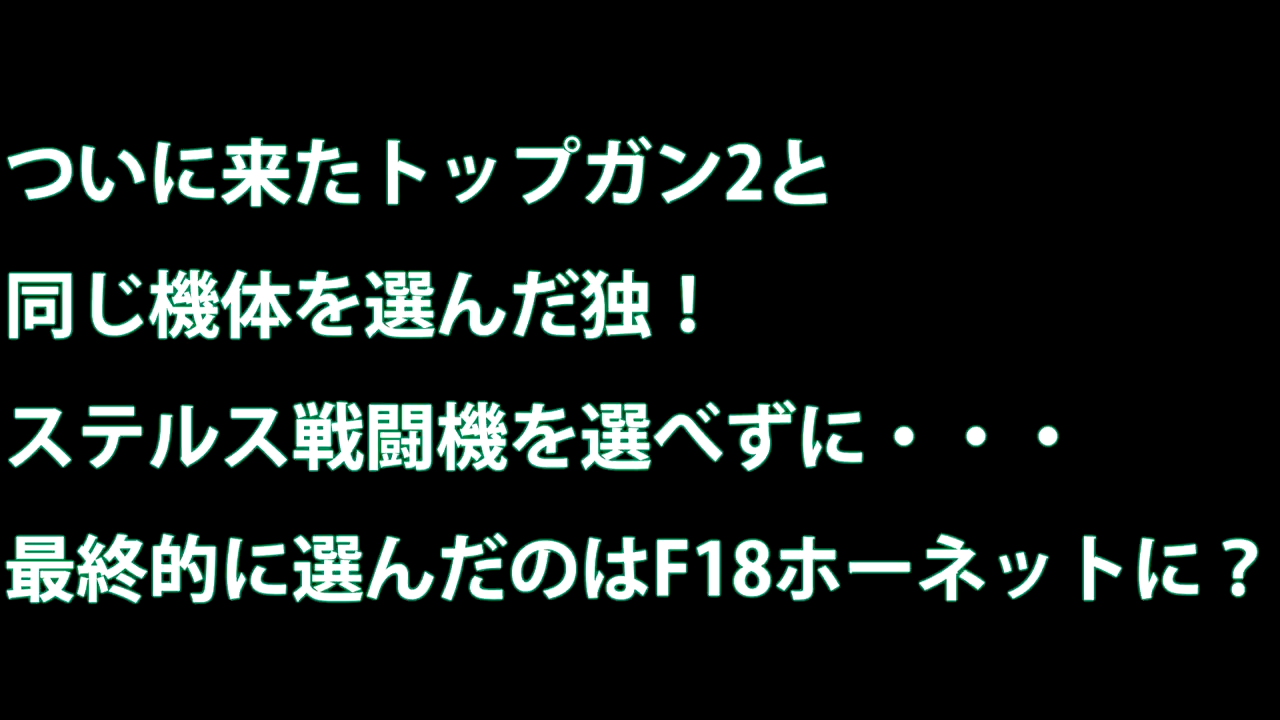 ついに来たトップガン2と
同じ機体を選んだ独！
ステルス戦闘機を選べずに・・・
最終的に選んだのはF18ホーネットに？